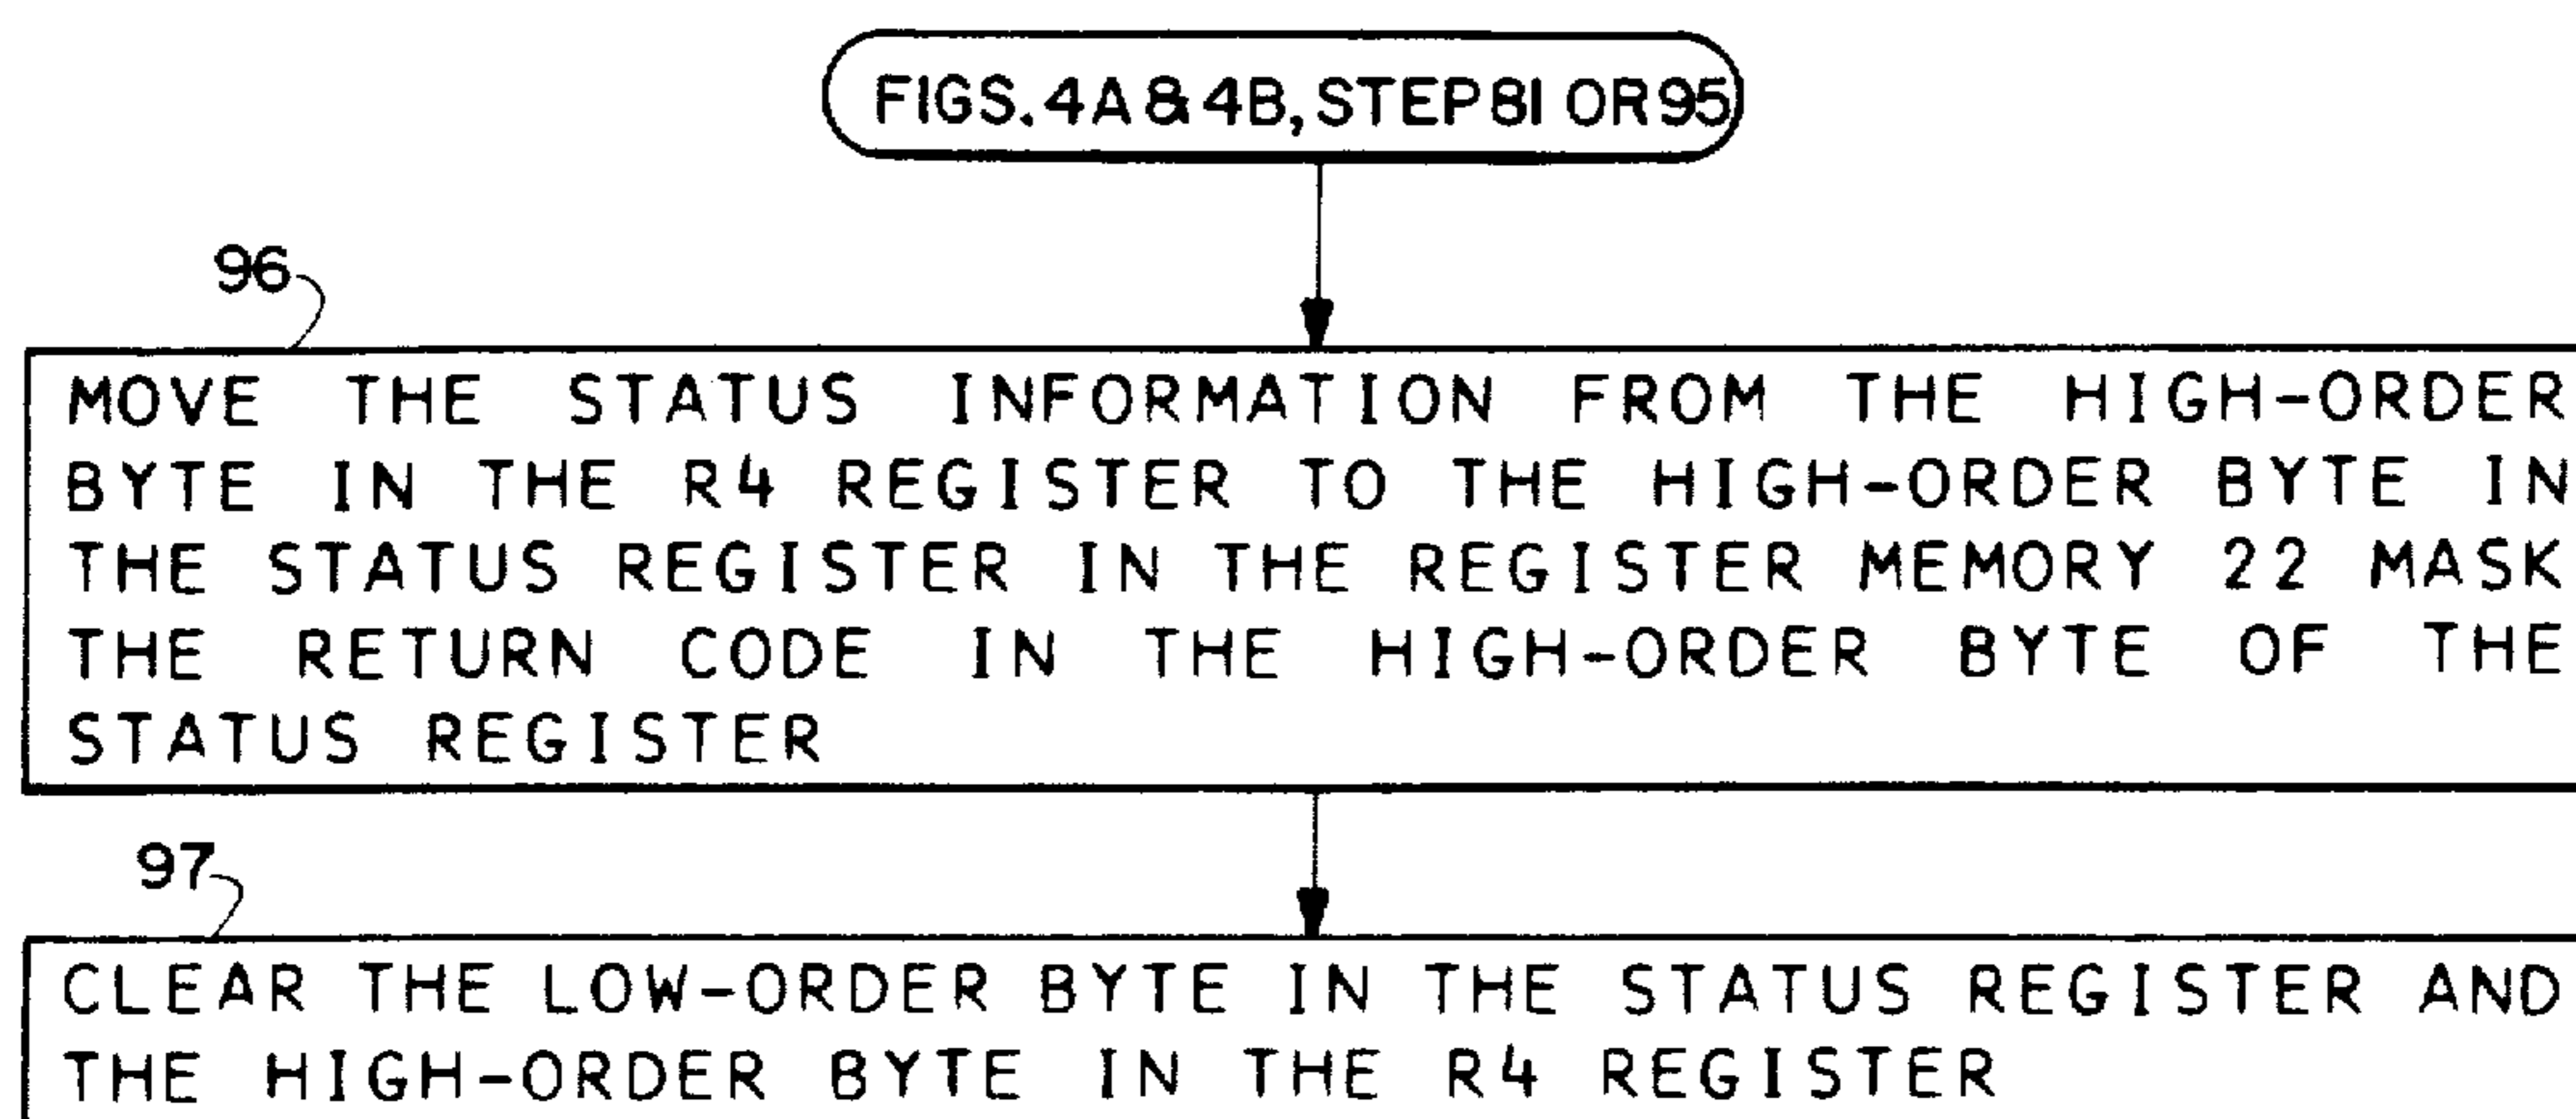 FIGS. 4A & 4B, STEP 81 OR 95
96
MOVE THE STATUS INFORMATION FROM THE HIGH-ORDER
BYTE IN THE R4 REGISTER TO THE HIGH-ORDER BYTE IN
THE STATUS REGISTER IN THE REGISTER MEMORY 22 MASK
THE RETURN CODE IN THE HIGH-ORDER BYTE OF THE
STATUS REGISTER
97
CLEAR THE LOW-ORDER BYTE IN THE STATUS REGISTER AND
THE HIGH-ORDER BYTE IN THE R4 REGISTER